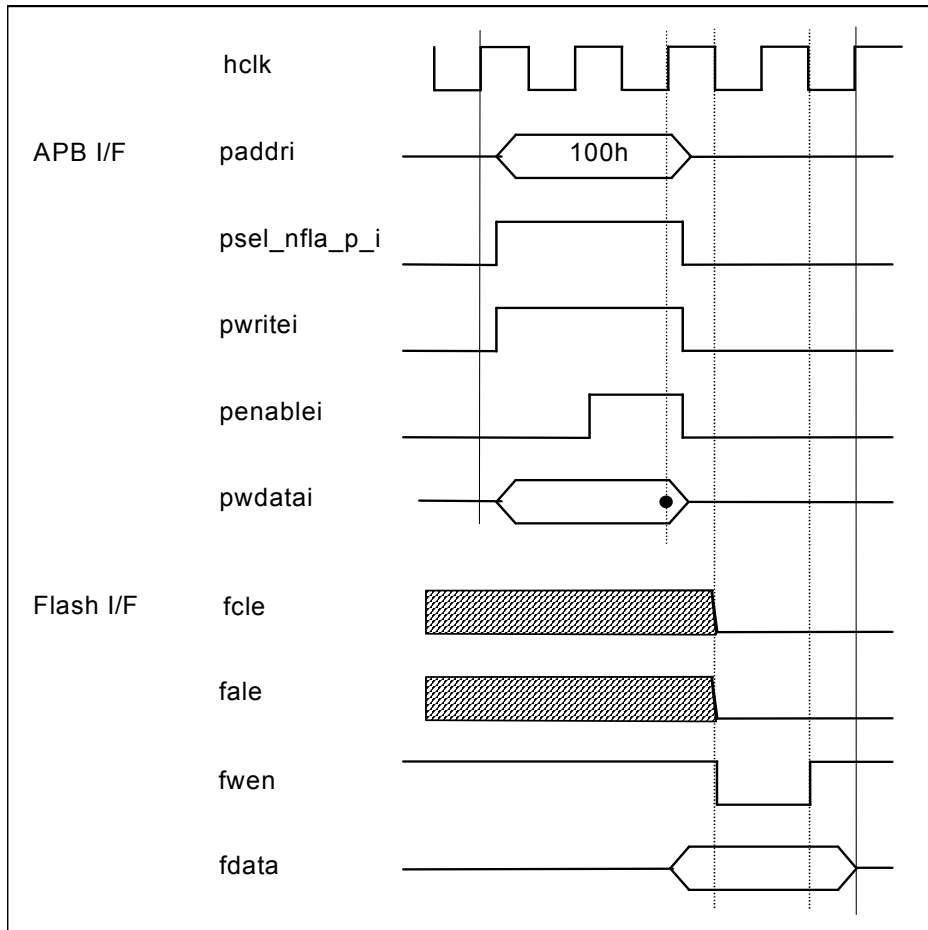 hclk
APB I/F paddri 100h
psel_nfla_p_i
pwritei
penablei
pwdatai
Flash I/F fcle
fale
fwen
fdata